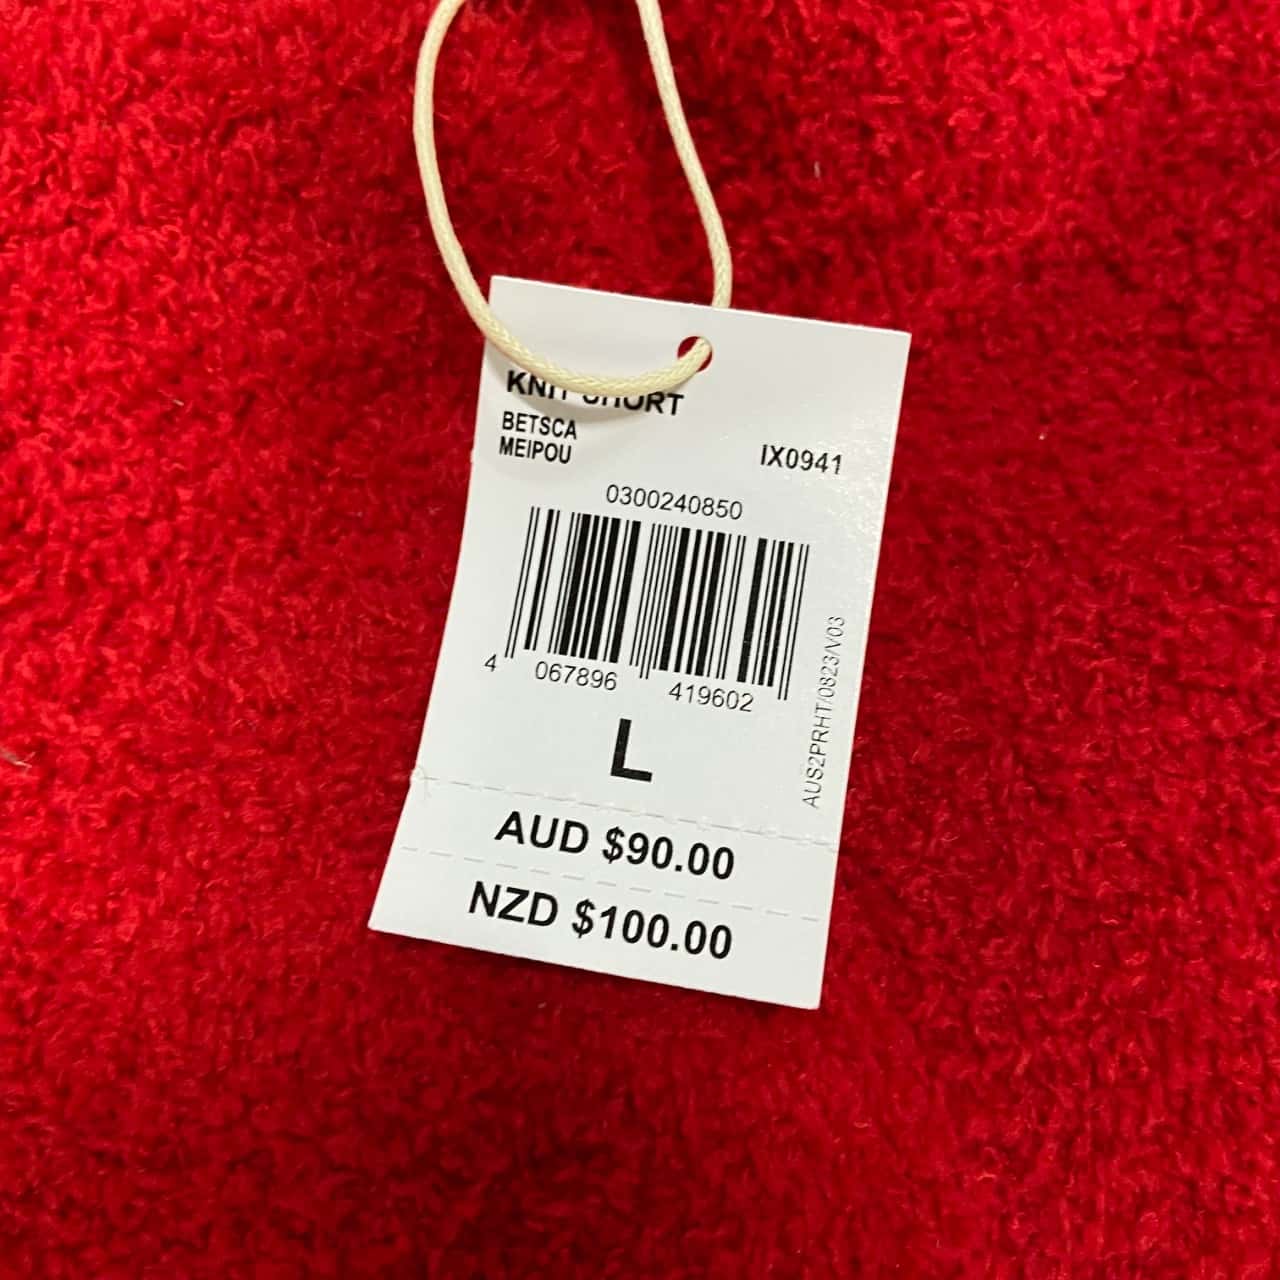 KNIT SHORT
BETSCA
MEIPOU
IX0941
0300240850
4 067896 419602
L
AUS2PRHT/0823/V03
AUD $90.00
NZD $100.00